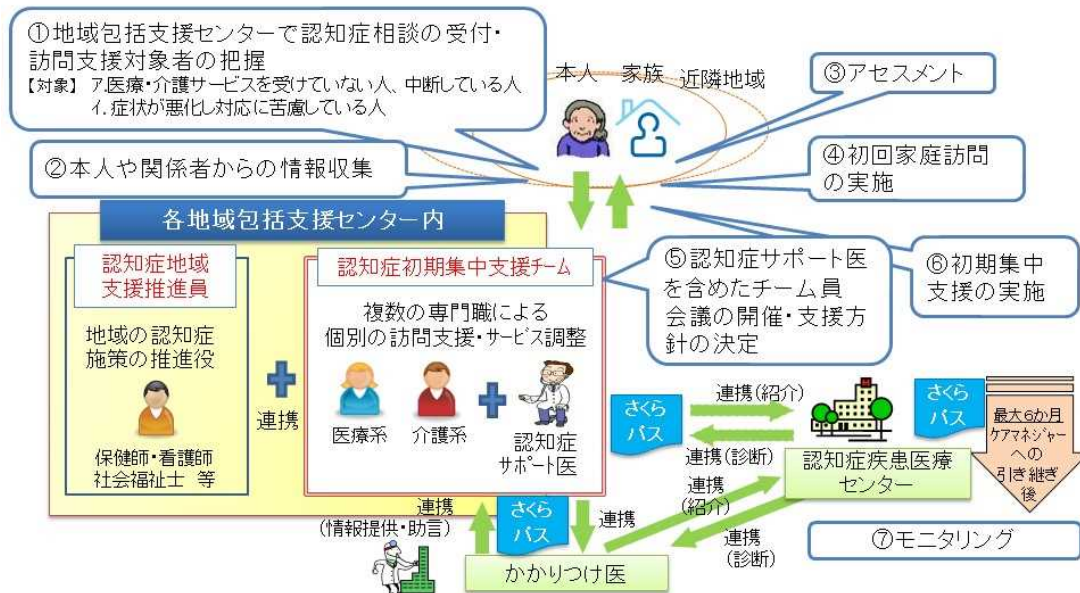 ①地域包括支援センターで認知症相談の受付・
訪問支援対象者の把握
【対象】 ア.医療・介護サービスを受けていない人、中断している人
イ.症状が悪化し対応に苦慮している人
本人 家族 近隣地域
③アセスメント
②本人や関係者からの情報収集
④初回家庭訪問
の実施
各地域包括支援センター内
認知症地域
支援推進員
地域の認知症
施策の推進役
保健師・看護師
社会福祉士 等
連携
認知症初期集中支援チーム
複数の専門職による
個別の訪問支援・サービス調整
医療系
介護系
認知症
サポート医
⑤認知症サポート医
を含めたチーム員
会議の開催・支援方
針の決定
⑥初期集中
支援の実施
さくら
パス
連携(紹介)
連携(診断)
認知症疾患医療
センター
さくら
パス
最大6か月
ケアマネジャー
への
引き継ぎ
後
連携
(情報提供・助言)
さくら
パス
連携
連携
(紹介)
連携
(診断)
かかりつけ医
⑦モニタリング